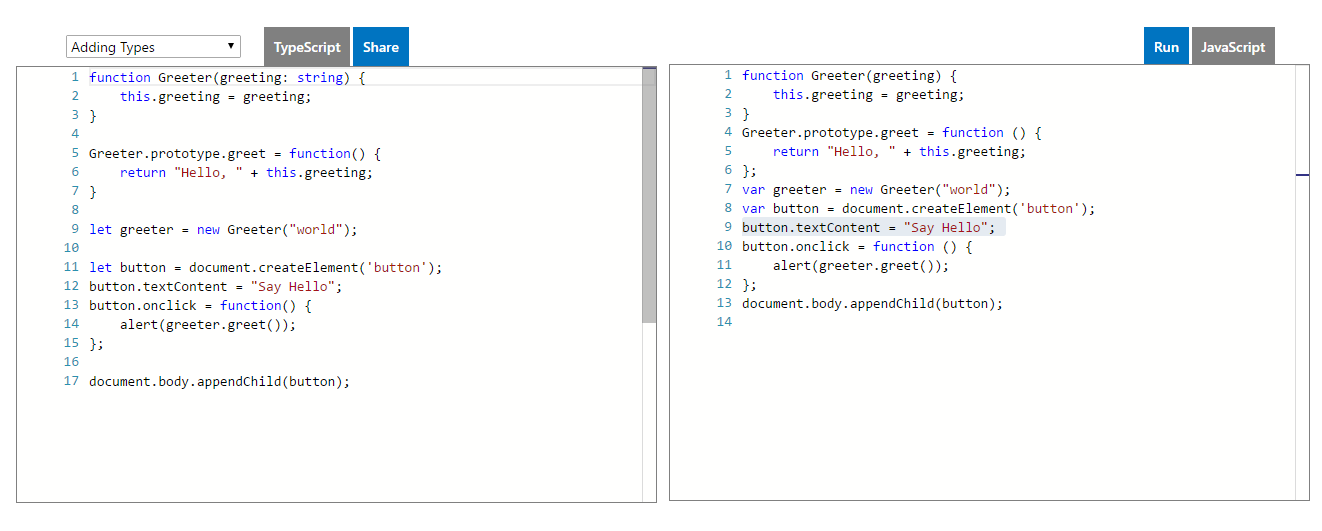 Adding Types TypeScript Share
1 function Greeter(greeting: string) {
2     this.greeting = greeting;
3 }
4
5 Greeter.prototype.greet = function() {
6     return "Hello, " + this.greeting;
7 }
8
9 let greeter = new Greeter("world");
10
11 let button = document.createElement('button');
12 button.textContent = "Say Hello";
13 button.onclick = function() {
14     alert(greeter.greet());
15 };
16
17 document.body.appendChild(button);
Run JavaScript
1 function Greeter(greeting) {
2     this.greeting = greeting;
3 }
4 Greeter.prototype.greet = function () {
5     return "Hello, " + this.greeting;
6 };
7 var greeter = new Greeter("world");
8 var button = document.createElement('button');
9 button.textContent = "Say Hello";
10 button.onclick = function () {
11     alert(greeter.greet());
12 };
13 document.body.appendChild(button);
14